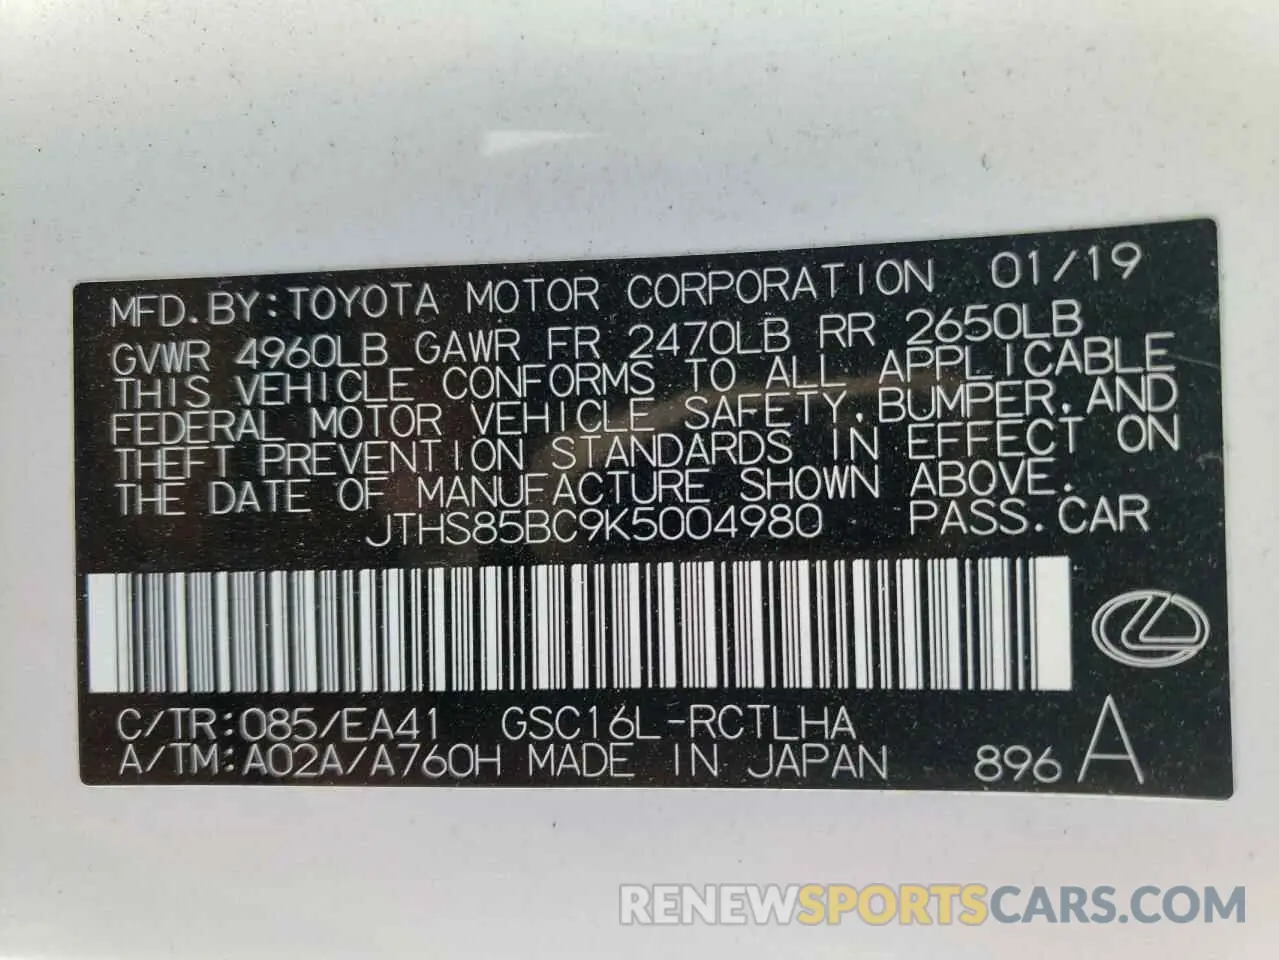 MFD.BY:TOYOTA MOTOR CORPORATION 01/19
GVWR 4960LB GAWR FR 2470LB RR 2650LB
THIS VEHICLE CONFORMS TO ALL APPLICABLE
FEDERAL MOTOR VEHICLE SAFETY,BUMPER,AND
THEFT PREVENTION STANDARDS IN EFFECT ON
THE DATE OF MANUFACTURE SHOWN ABOVE.
JTHS85BC9K5004980 PASS.CAR
C/TR:085/EA41 GSC16L-RCTLHA
A/TM:A02A/A760H MADE IN JAPAN 896 A
RENEWSPORTSCARS.COM